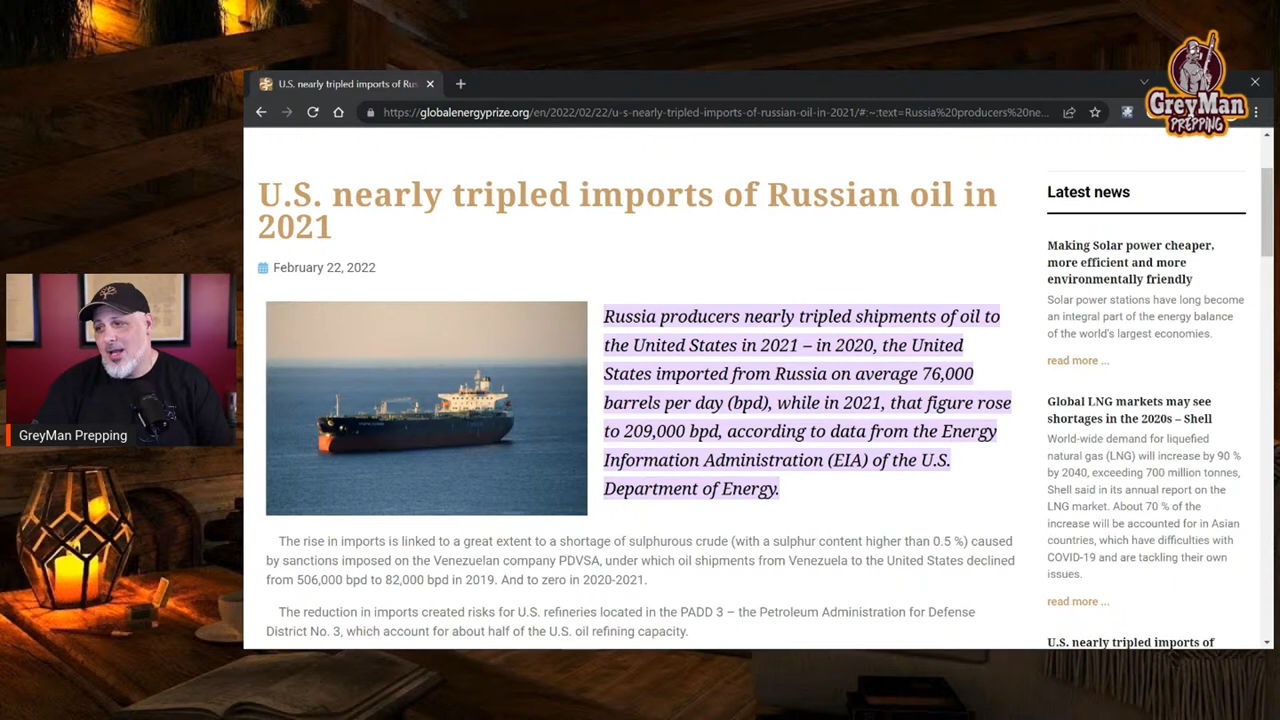 GreyMan
PREPPING
U.S. nearly tripled imports of Rus
https://globalenergyprize.org/en/2022/02/22/u-s-nearly-tripled-imports-of-russian-oil-in-2021/#:~:text=Russia%20producers%20ne...
U.S. nearly tripled imports of Russian oil in
2021
February 22, 2022
Russia producers nearly tripled shipments of oil to
the United States in 2021 – in 2020, the United
States imported from Russia on average 76,000
barrels per day (bpd), while in 2021, that figure rose
to 209,000 bpd, according to data from the Energy
Information Administration (EIA) of the U.S.
Department of Energy.
The rise in imports is linked to a great extent to a shortage of sulphurous crude (with a sulphur content higher than 0.5 %) caused
by sanctions imposed on the Venezuelan company PDVSA, under which oil shipments from Venezuela to the United States declined
from 506,000 bpd to 82,000 bpd in 2019. And to zero in 2020-2021.
The reduction in imports created risks for U.S. refineries located in the PADD 3 – the Petroleum Administration for Defense
District No. 3, which account for about half of the U.S. oil refining capacity.
Latest news
Making Solar power cheaper,
more efficient and more
environmentally friendly
Solar power stations have long become
an integral part of the energy balance
of the world's largest economies.
read more ...
Global LNG markets may see
shortages in the 2020s – Shell
World-wide demand for liquefied
natural gas (LNG) will increase by 90 %
by 2040, exceeding 700 million tonnes,
Shell said in its annual report on the
LNG market. About 70 % of the
increase will be accounted for in Asian
countries, which have difficulties with
COVID-19 and are tackling their own
issues.
read more ...
U.S. nearly tripled imports of
GreyMan Prepping